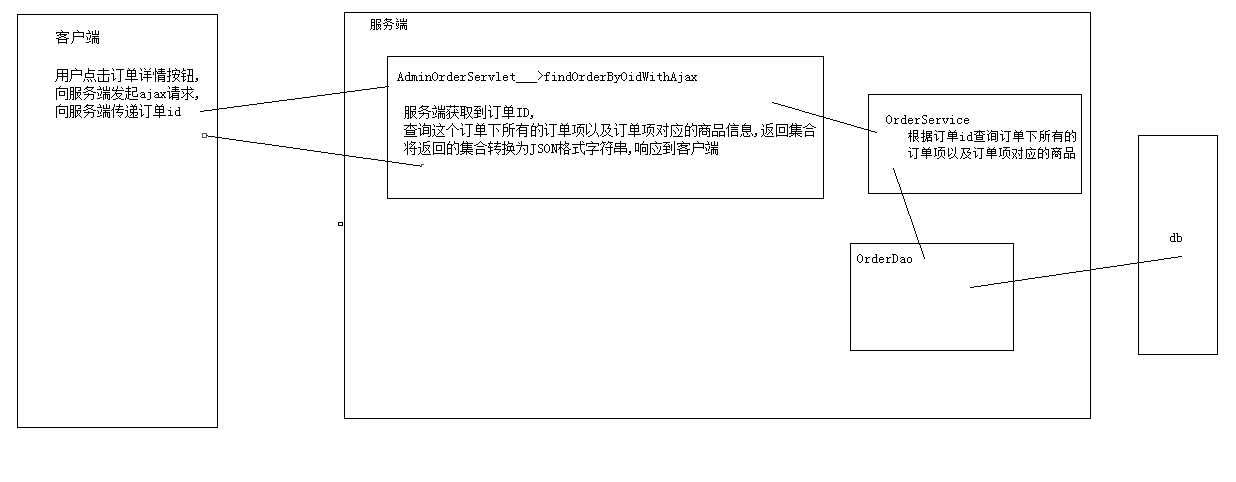 客户端
用户点击订单详情按钮,
向服务端发起ajax请求,
向服务端传递订单id
服务端
AdminOrderServlet___>findOrderByOidWithAjax
服务端获取到订单ID,
查询这个订单下所有的订单项以及订单项对应的商品信息,返回集合
将返回的集合转换为JSON格式字符串,响应到客户端
OrderService
根据订单id查询订单下所有的
订单项以及订单项对应的商品
OrderDao
db